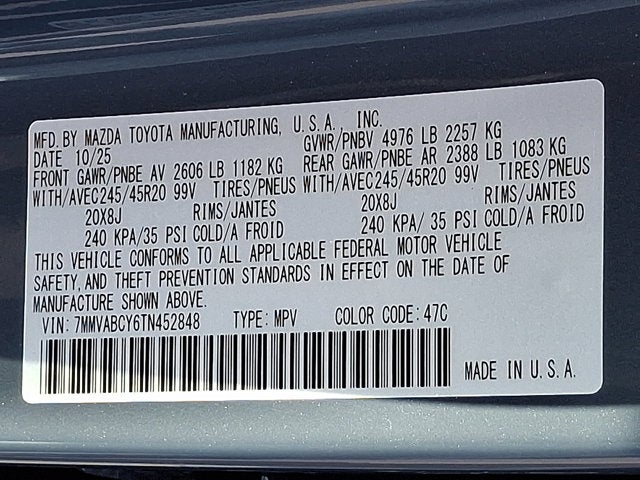 MFD. BY MAZDA TOYOTA MANUFACTURING, U.S.A. INC.
DATE 10/25 GVWR/PNBV 4976 LB 2257 KG
FRONT GAWR/PNBE AV 2606 LB 1182 KG REAR GAWR/PNBE AR 2388 LB 1083 KG
WITH/AVEC245/45R20 99V TIRES/PNEUS WITH/AVEC245/45R20 99V TIRES/PNEUS
20X8J RIMS/JANTES 20X8J RIMS/JANTES
240 KPA/35 PSI COLD/A FROID 240 KPA/ 35 PSI COLD/A FROID
THIS VEHICLE CONFORMS TO ALL APPLICABLE FEDERAL MOTOR VEHICLE
SAFETY, AND THEFT PREVENTION STANDARDS IN EFFECT ON THE DATE OF
MANUFACTURE SHOWN ABOVE.
VIN: 7MMVABCY6TN452848 TYPE: MPV COLOR CODE: 47C
MADE IN U.S.A.